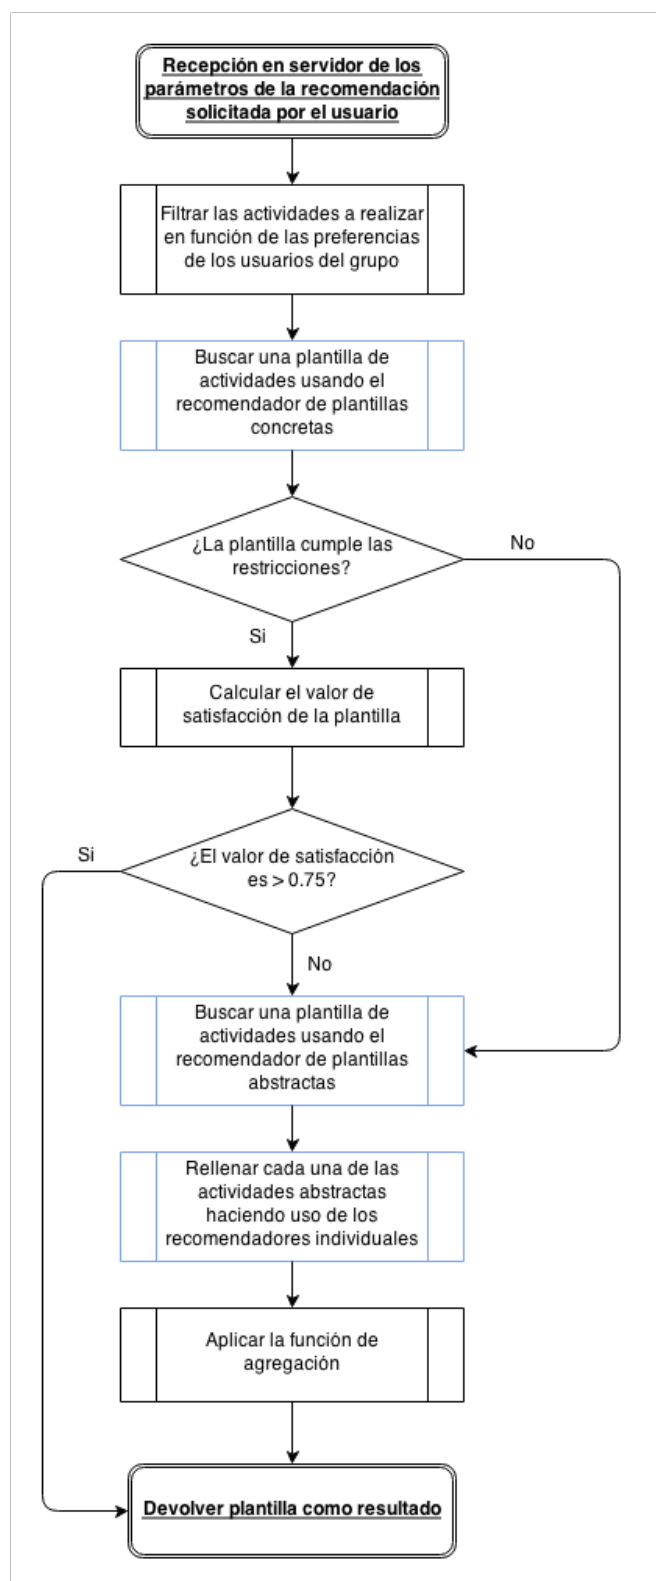 Recepción en servidor de los
parámetros de la recomendación
solicitada por el usuario
Filtrar las actividades a realizar
en función de las preferencias
de los usuarios del grupo
Buscar una plantilla de
actividades usando el
recomendador de plantillas
concretas
¿La plantilla cumple las
restricciones?
No
Si
Calcular el valor de
satisfacción de la plantilla
Si
¿El valor de satisfacción
es > 0.75?
No
Buscar una plantilla de
actividades usando el
recomendador de plantillas
abstractas
Rellenar cada una de las
actividades abstractas
haciendo uso de los
recomendadores individuales
Aplicar la función de
agregación
Devolver plantilla como resultado